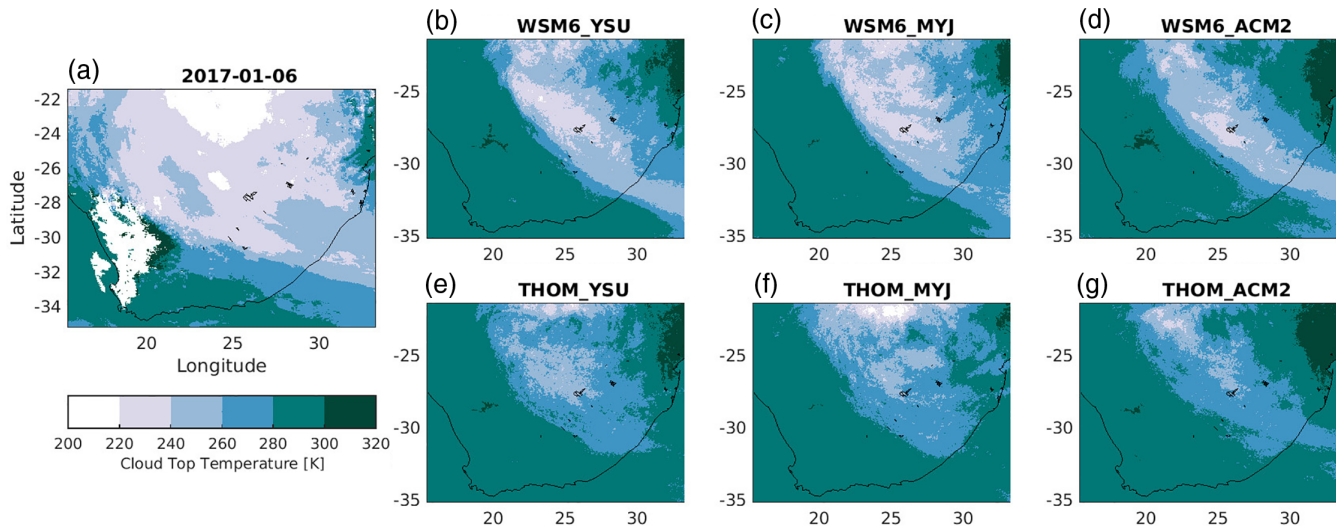 (a)
2017-01-06
-22
-24
-26
-28
-30
-32
-34
Latitude
20 25 30
Longitude
200 220 240 260 280 300 320
Cloud Top Temperature [K]
(b)
WSM6_YSU
-25
-30
-35
20 25 30
(c)
WSM6_MYJ
-25
-30
-35
20 25 30
(d)
WSM6_ACM2
-25
-30
-35
20 25 30
(e)
THOM_YSU
-25
-30
-35
20 25 30
(f)
THOM_MYJ
-25
-30
-35
20 25 30
(g)
THOM_ACM2
-25
-30
-35
20 25 30